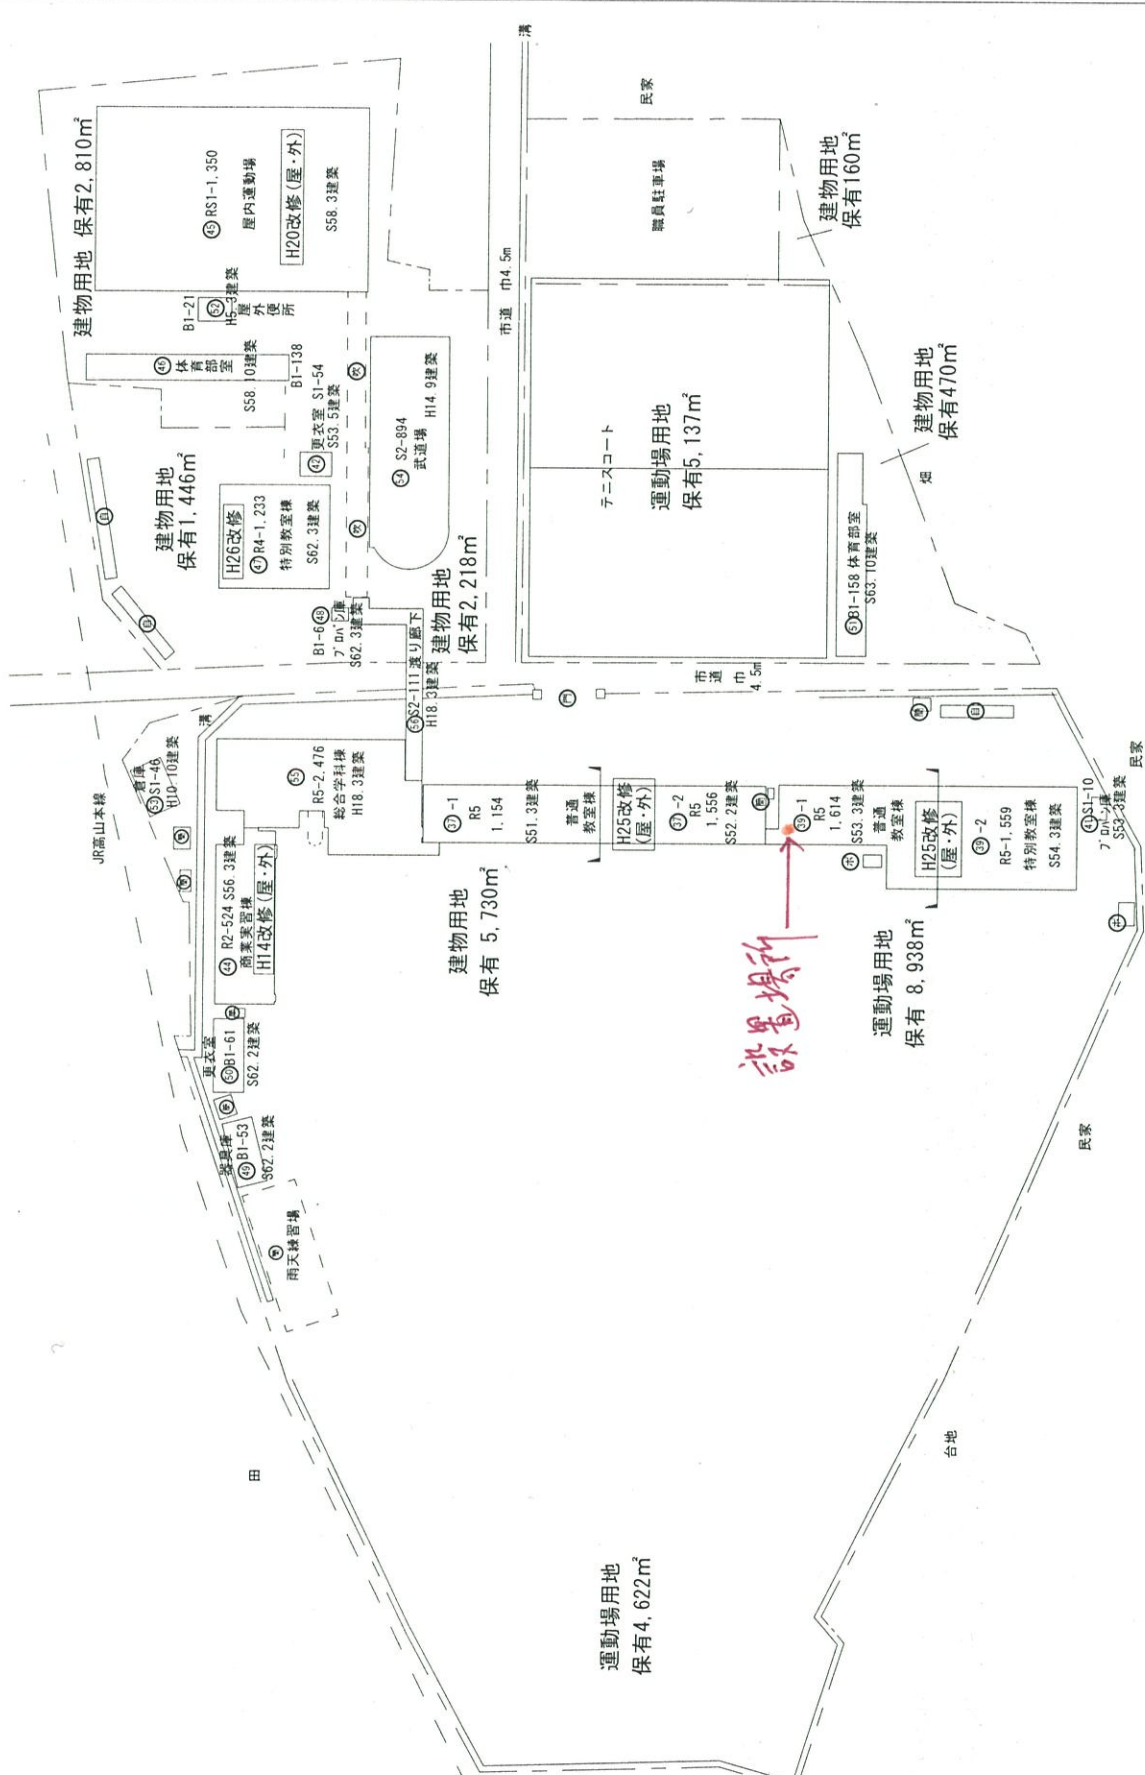 溝
民家
建物用地 保有2,810㎡
㊺ RS1-1,350
屋内運動場
H20改修(屋・外)
S58.3建築
職員駐車場
建物用地
保有160㎡
市道 巾4.5m
B1-21
52
H5.3建築
屋外便所
㊻
体育部室
S58.10建築
B1-138
㊷ 更衣室 S1-54
S53.5建築
吹
54 S2-894
武道場 H14.9建築
吹
建物用地
保有1,446㎡
自
自
H26改修
㊼ R4-1,233
特別教室棟
S62.3建築
B1-6 ㊽
プロパン庫
S62.3建築
建物用地
保有2,218㎡
56 S2-111 渡り廊下
H18.3建築
テニスコート
運動場用地
保有5,137㎡
建物用地
保有470㎡
畑
51 B1-158 体育部室
S63.10建築
市道 巾 4.5m
門
自
民家
JR高山本線
溝
倉庫
53 S1-46
H10.10建築
55
R5-2,476
総合学科棟
H18.3建築
㊲-1
R5
1,154
S51.3建築
普通
教室棟
H25改修
(屋・外)
㊲-2
R5
1,556
S52.2建築
㊴-1
R5
1,614
S53.3建築
普通
教室棟
H25改修
(屋・外)
㊴-2
R5-1,559
特別教室棟
S54.3建築
㊶ S1-10
プロパン庫
S53.3建築
ホ
ホ
㊹ R2-524 S56.3建築
商業実習棟
H14改修(屋・外)
建物用地
保有 5,730㎡
設置場所
運動場用地
保有 8,938㎡
更衣室
50 B1-61
S62.2建築
器具庫
㊾ B1-53
S62.2建築
雨天練習場
民家
田
台地
運動場用地
保有4,622㎡